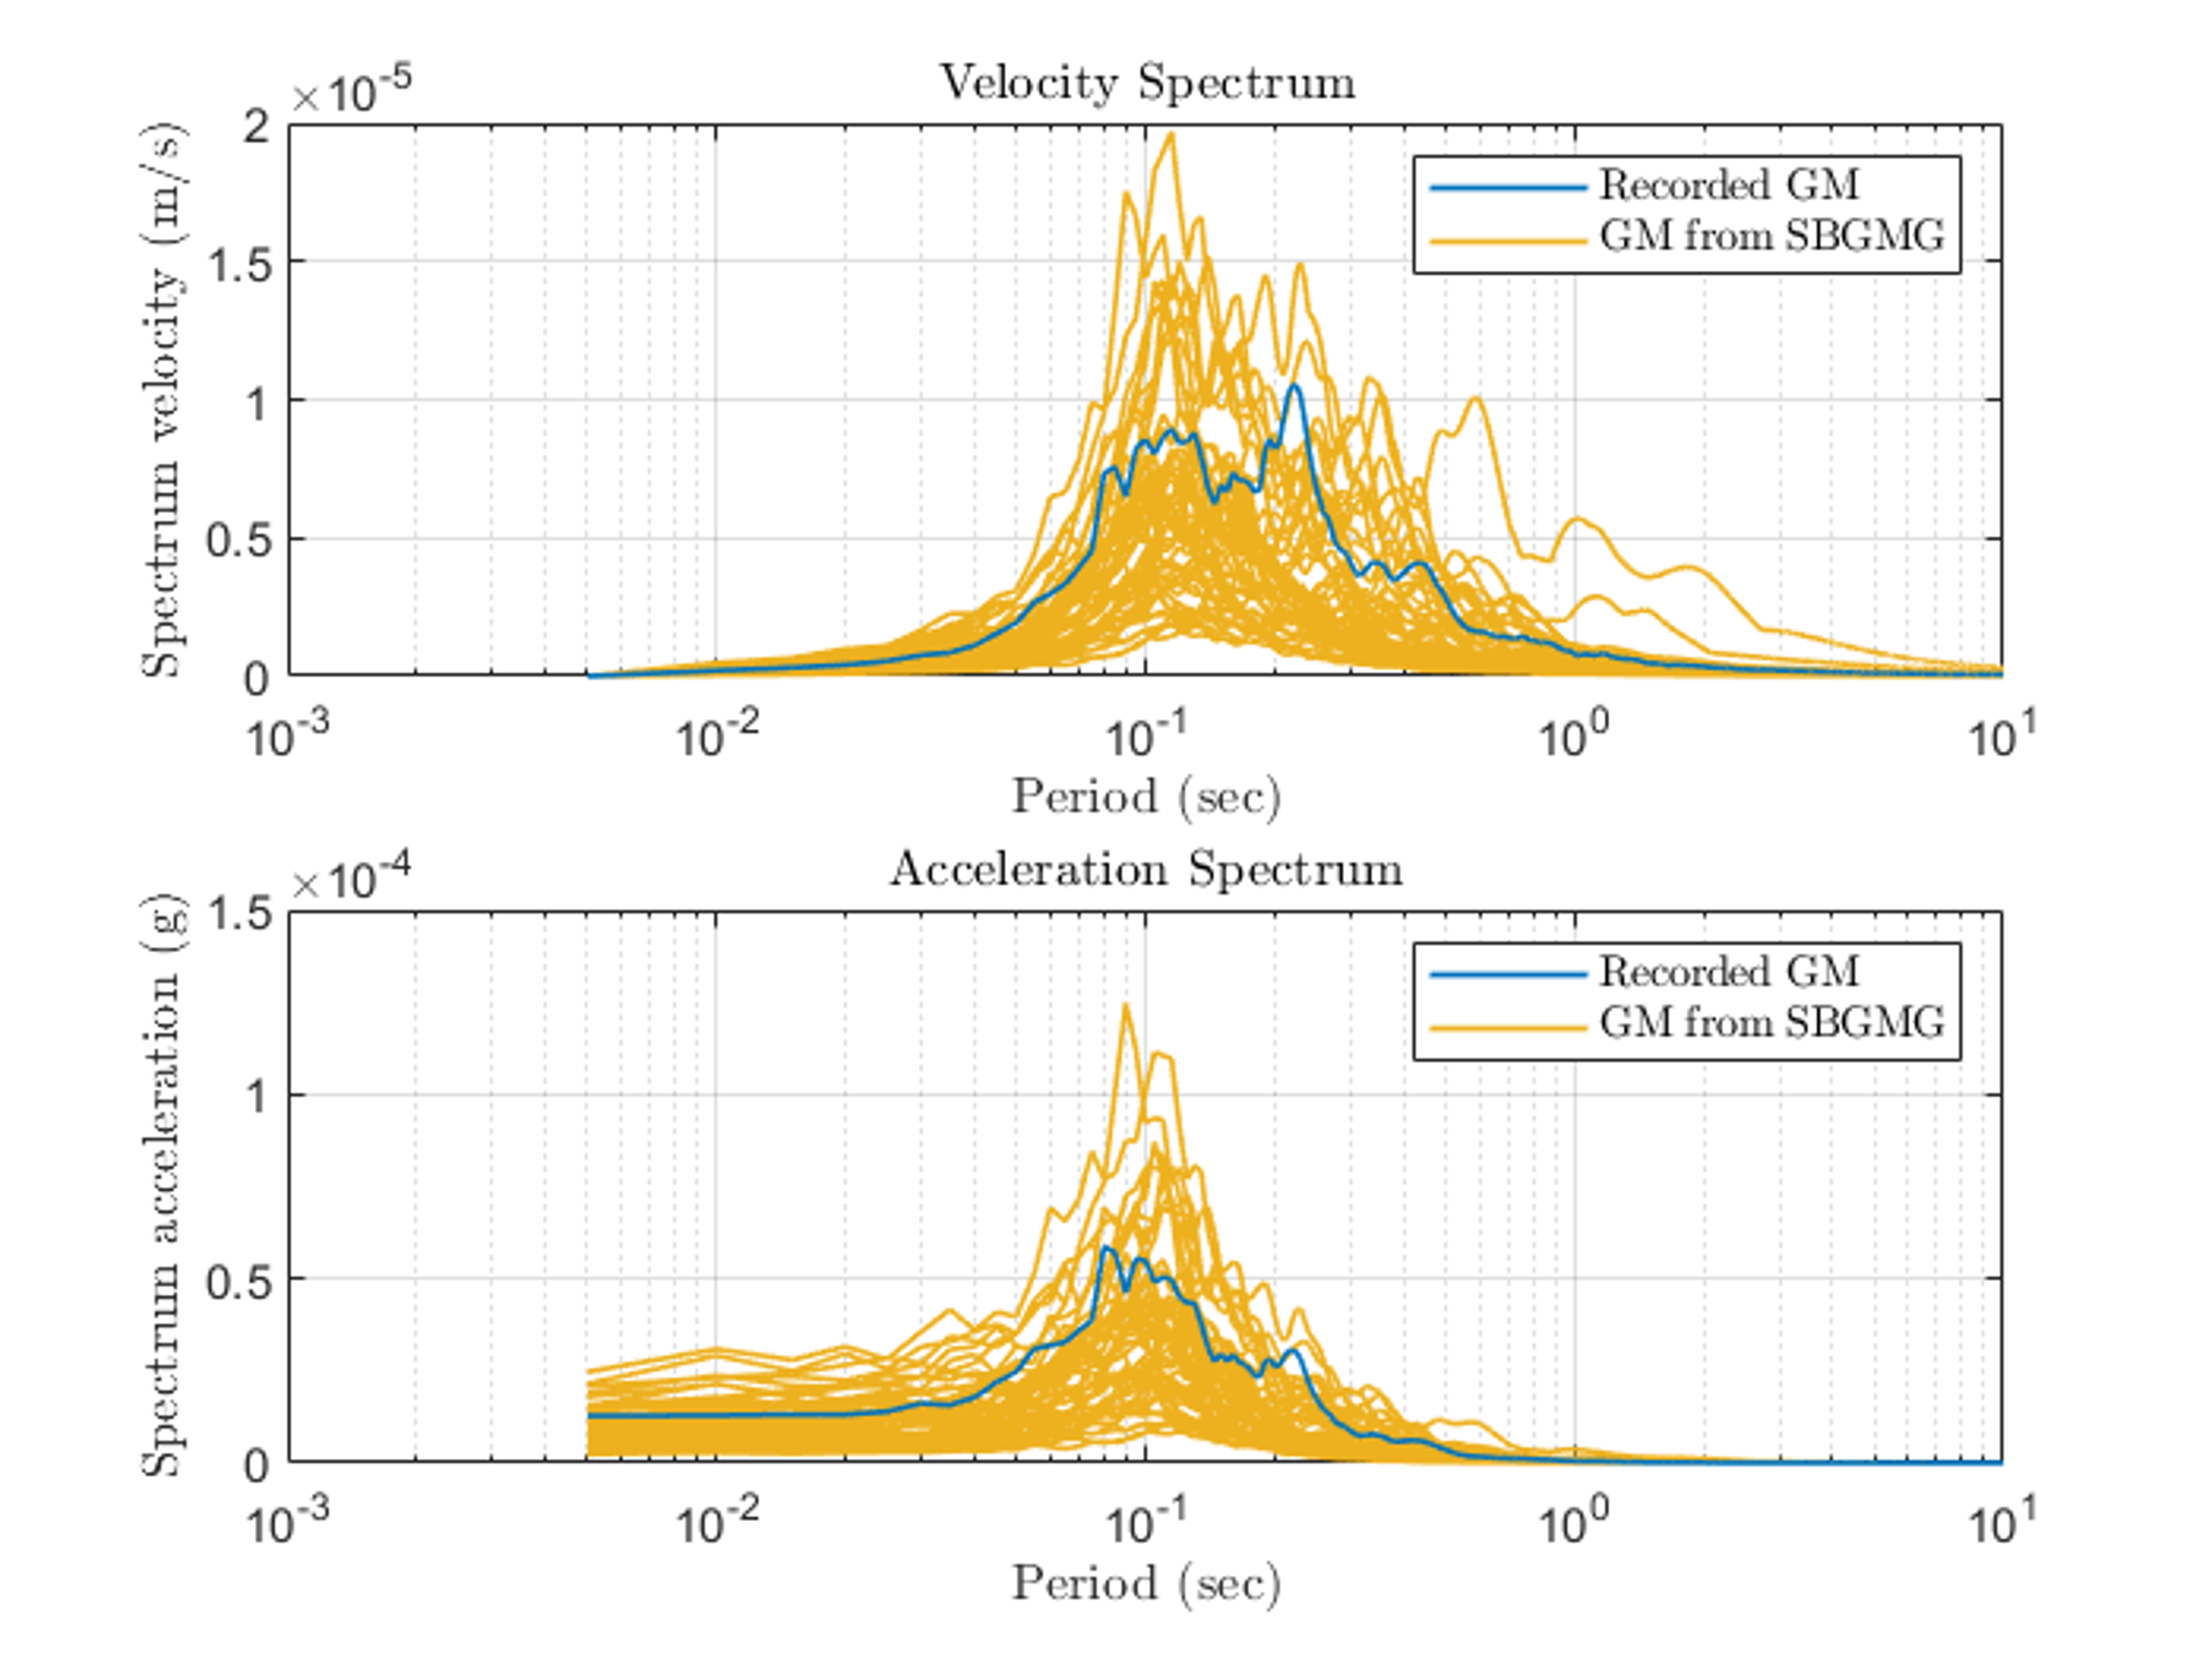 Velocity Spectrum
×10-5
Spectrum velocity (m/s)
2
1.5
1
0.5
0
Recorded GM
GM from SBGMG
10-3 10-2 10-1 100 101
Period (sec)
Acceleration Spectrum
×10-4
Spectrum acceleration (g)
1.5
1
0.5
0
Recorded GM
GM from SBGMG
10-3 10-2 10-1 100 101
Period (sec)